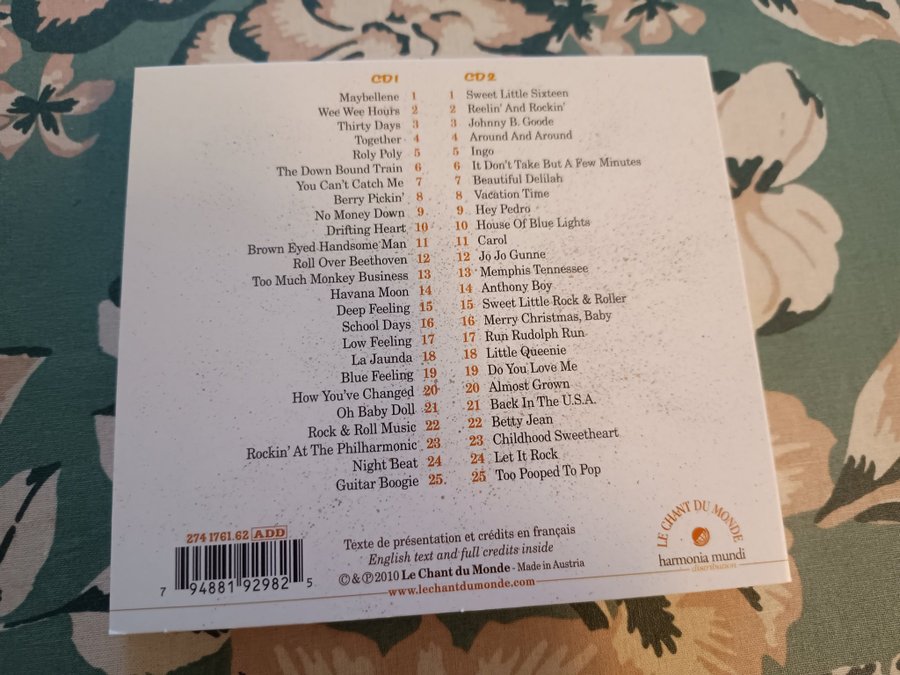 CD1
Maybellene 1
Wee Wee Hours 2
Thirty Days 3
Together 4
Roly Poly 5
The Down Bound Train 6
You Can't Catch Me 7
Berry Pickin' 8
No Money Down 9
Drifting Heart 10
Brown Eyed Handsome Man 11
Roll Over Beethoven 12
Too Much Monkey Business 13
Havana Moon 14
Deep Feeling 15
School Days 16
Low Feeling 17
La Jaunda 18
Blue Feeling 19
How You've Changed 20
Oh Baby Doll 21
Rock & Roll Music 22
Rockin' At The Philharmonic 23
Night Beat 24
Guitar Boogie 25
CD2
1 Sweet Little Sixteen
2 Reelin' And Rockin'
3 Johnny B. Goode
4 Around And Around
5 Ingo
6 It Don't Take But A Few Minutes
7 Beautiful Delilah
8 Vacation Time
9 Hey Pedro
10 House Of Blue Lights
11 Carol
12 Jo Jo Gunne
13 Memphis Tennessee
14 Anthony Boy
15 Sweet Little Rock & Roller
16 Merry Christmas, Baby
17 Run Rudolph Run
18 Little Queenie
19 Do You Love Me
20 Almost Grown
21 Back In The U.S.A.
22 Betty Jean
23 Childhood Sweetheart
24 Let It Rock
25 Too Pooped To Pop
274 1761.62 ADD
7 94881 92982 5
Texte de présentation et crédits en français
English text and full credits inside
©&℗2010 Le Chant du Monde - Made in Austria
www.lechantdumonde.com
LE CHANT DU MONDE
harmonia mundi
distribution